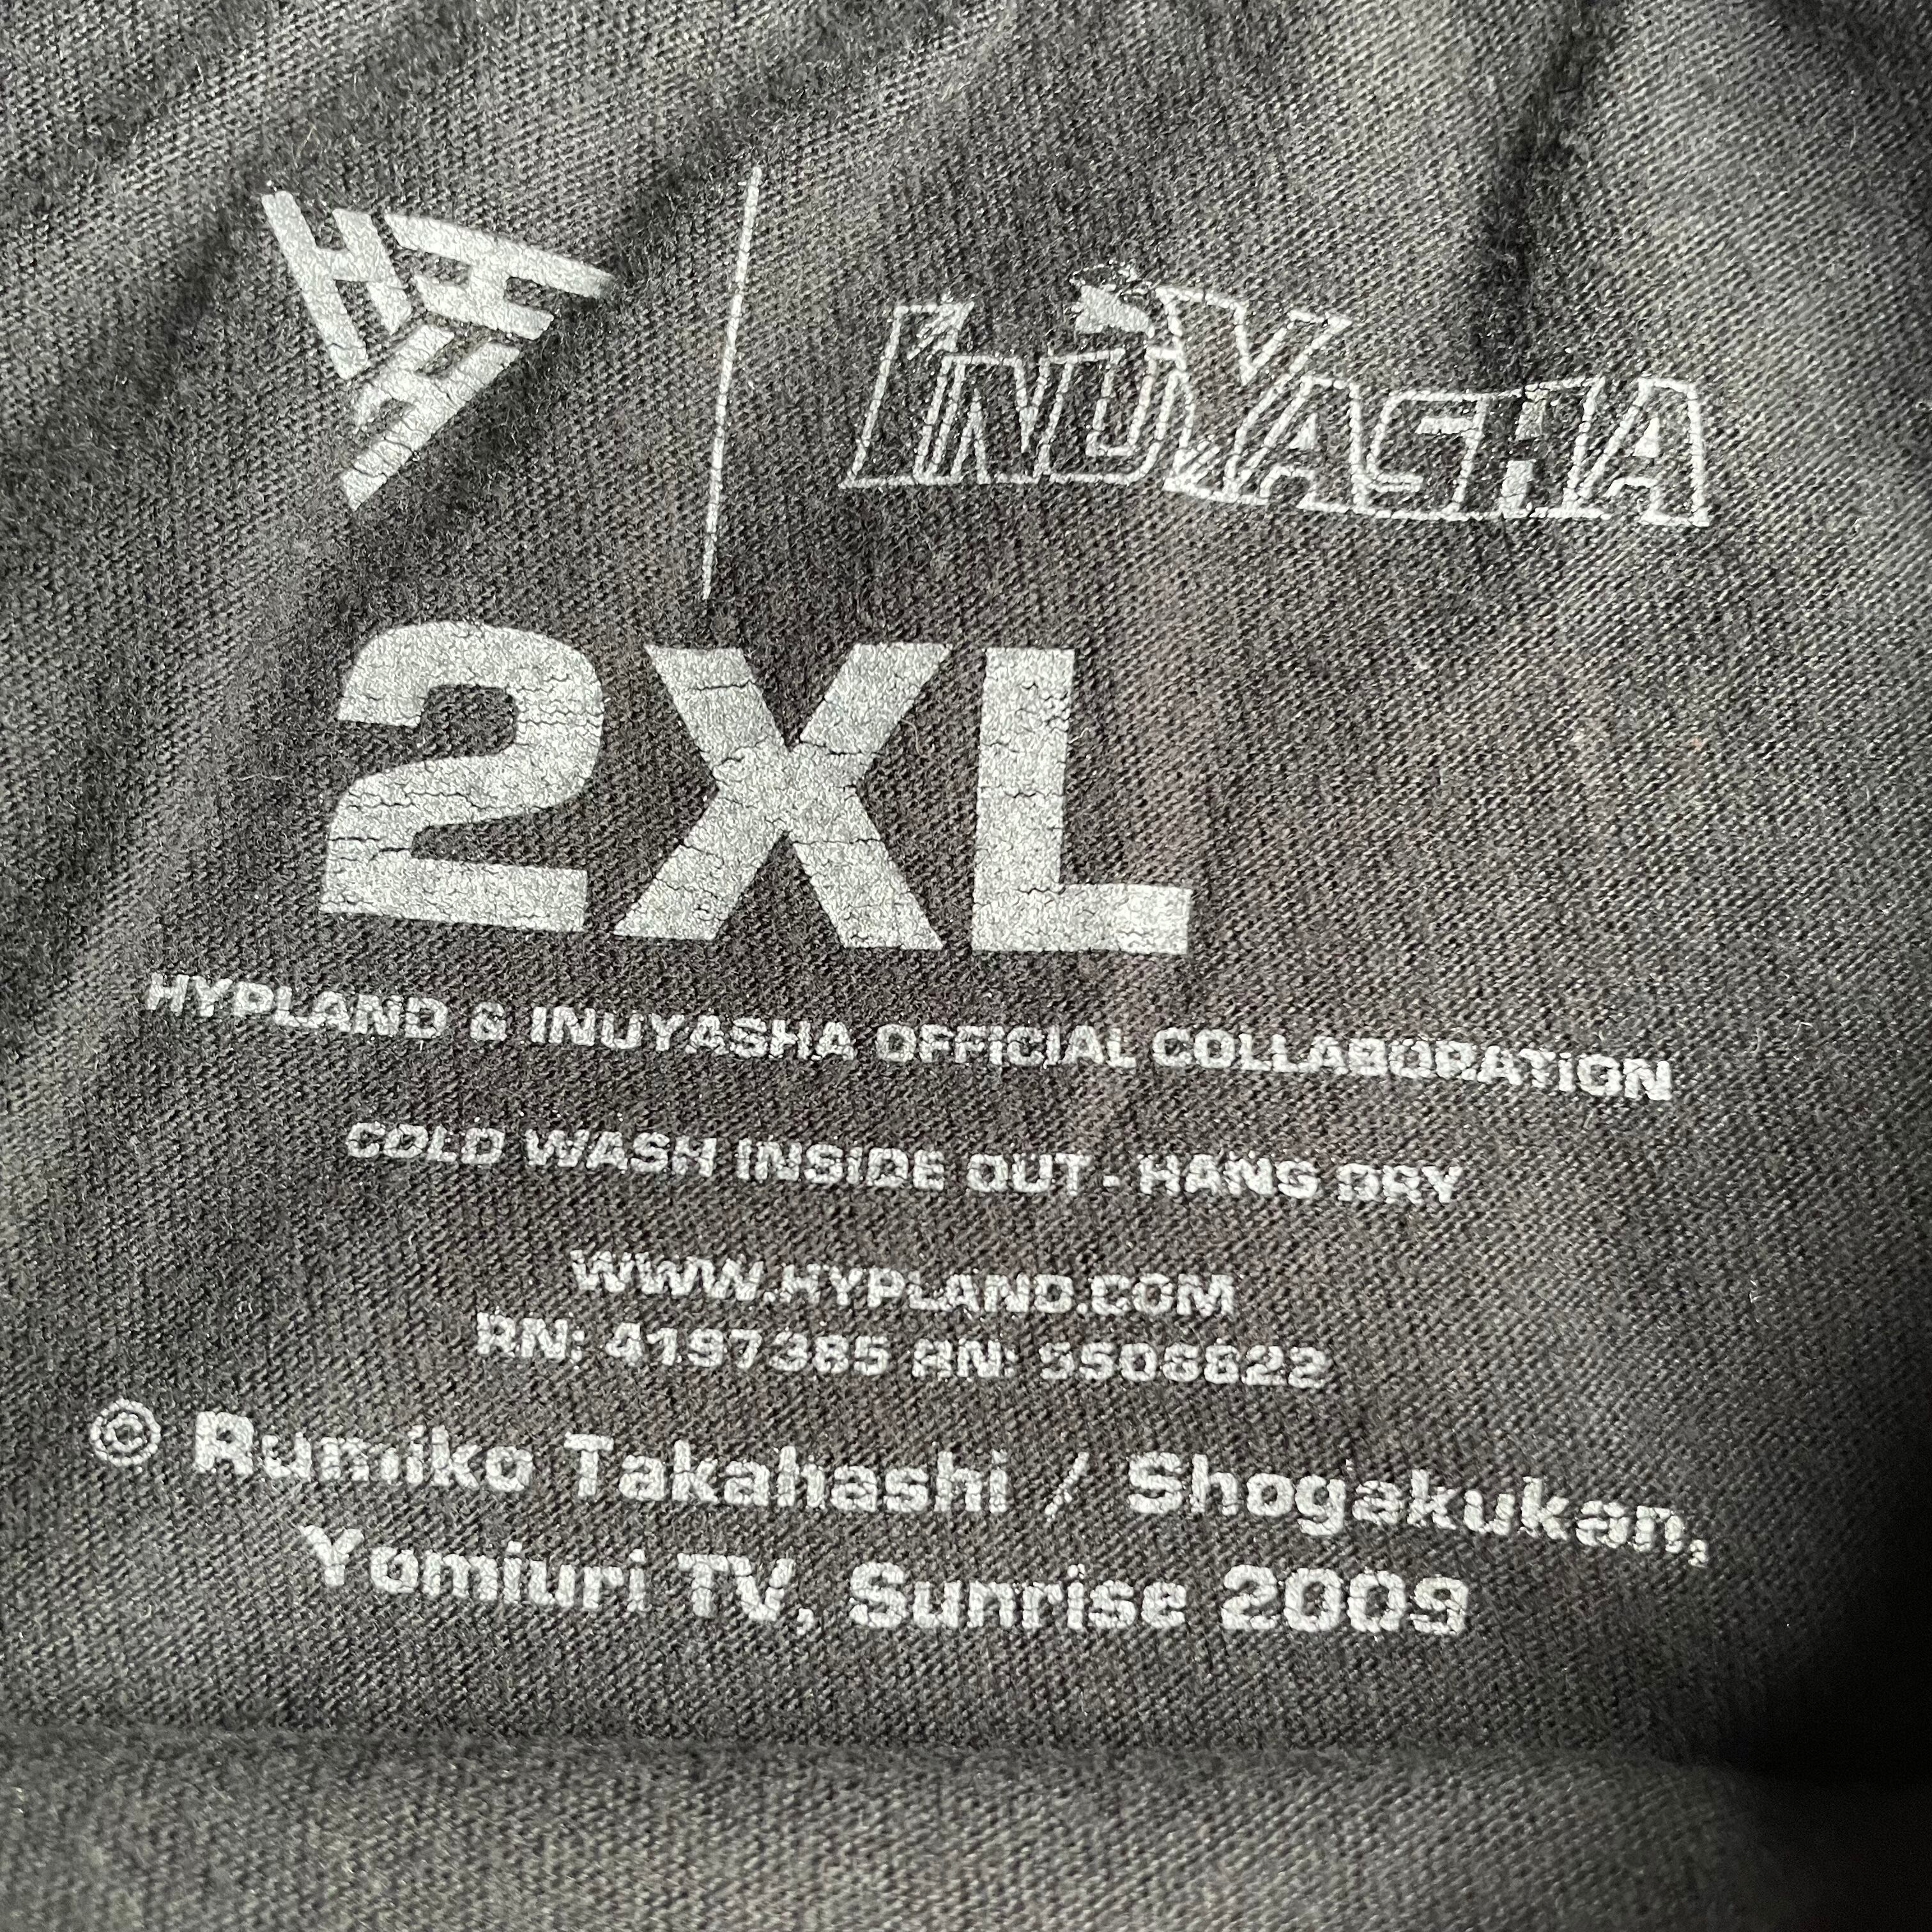 INUYASHA
2XL
HYPLAND & INUYASHA OFFICIAL COLLABORATION
COLD WASH INSIDE OUT - HANG DRY
WWW.HYPLAND.COM
RN: 4197385 RN: 5506622
© Rumiko Takahashi / Shogakukan,
Yomiuri TV, Sunrise 2009